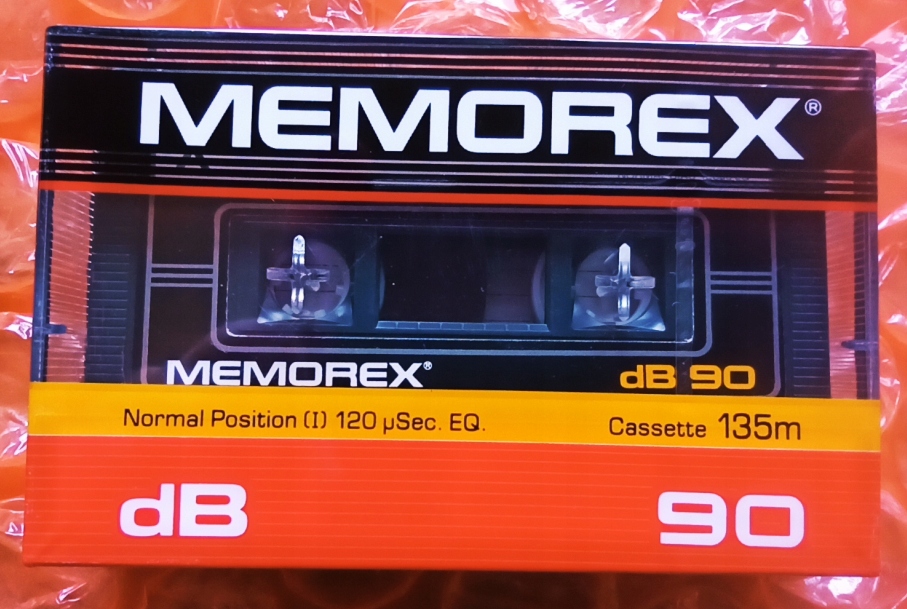 MEMOREX®
MEMOREX® dB 90
Normal Position (I) 120 µSec. EQ. Cassette 135m
dB 90